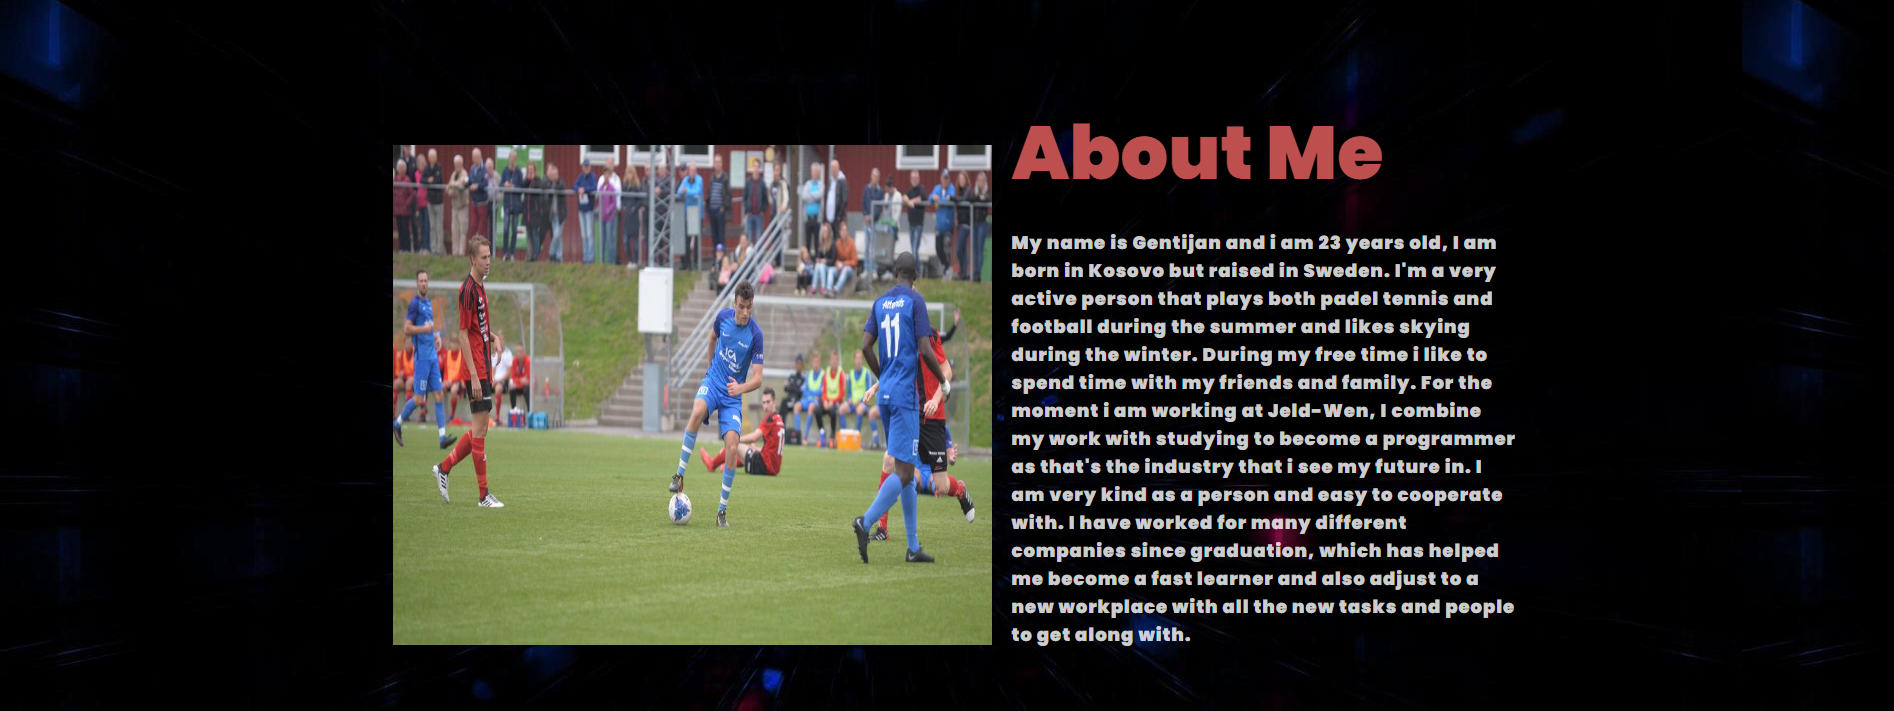 About Me
My name is Gentijan and i am 23 years old, I am
born in Kosovo but raised in Sweden. I'm a very
active person that plays both padel tennis and
football during the summer and likes skying
during the winter. During my free time i like to
spend time with my friends and family. For the
moment i am working at Jeld-Wen, I combine
my work with studying to become a programmer
as that's the industry that i see my future in. I
am very kind as a person and easy to cooperate
with. I have worked for many different
companies since graduation, which has helped
me become a fast learner and also adjust to a
new workplace with all the new tasks and people
to get along with.
Attends
11
ICA